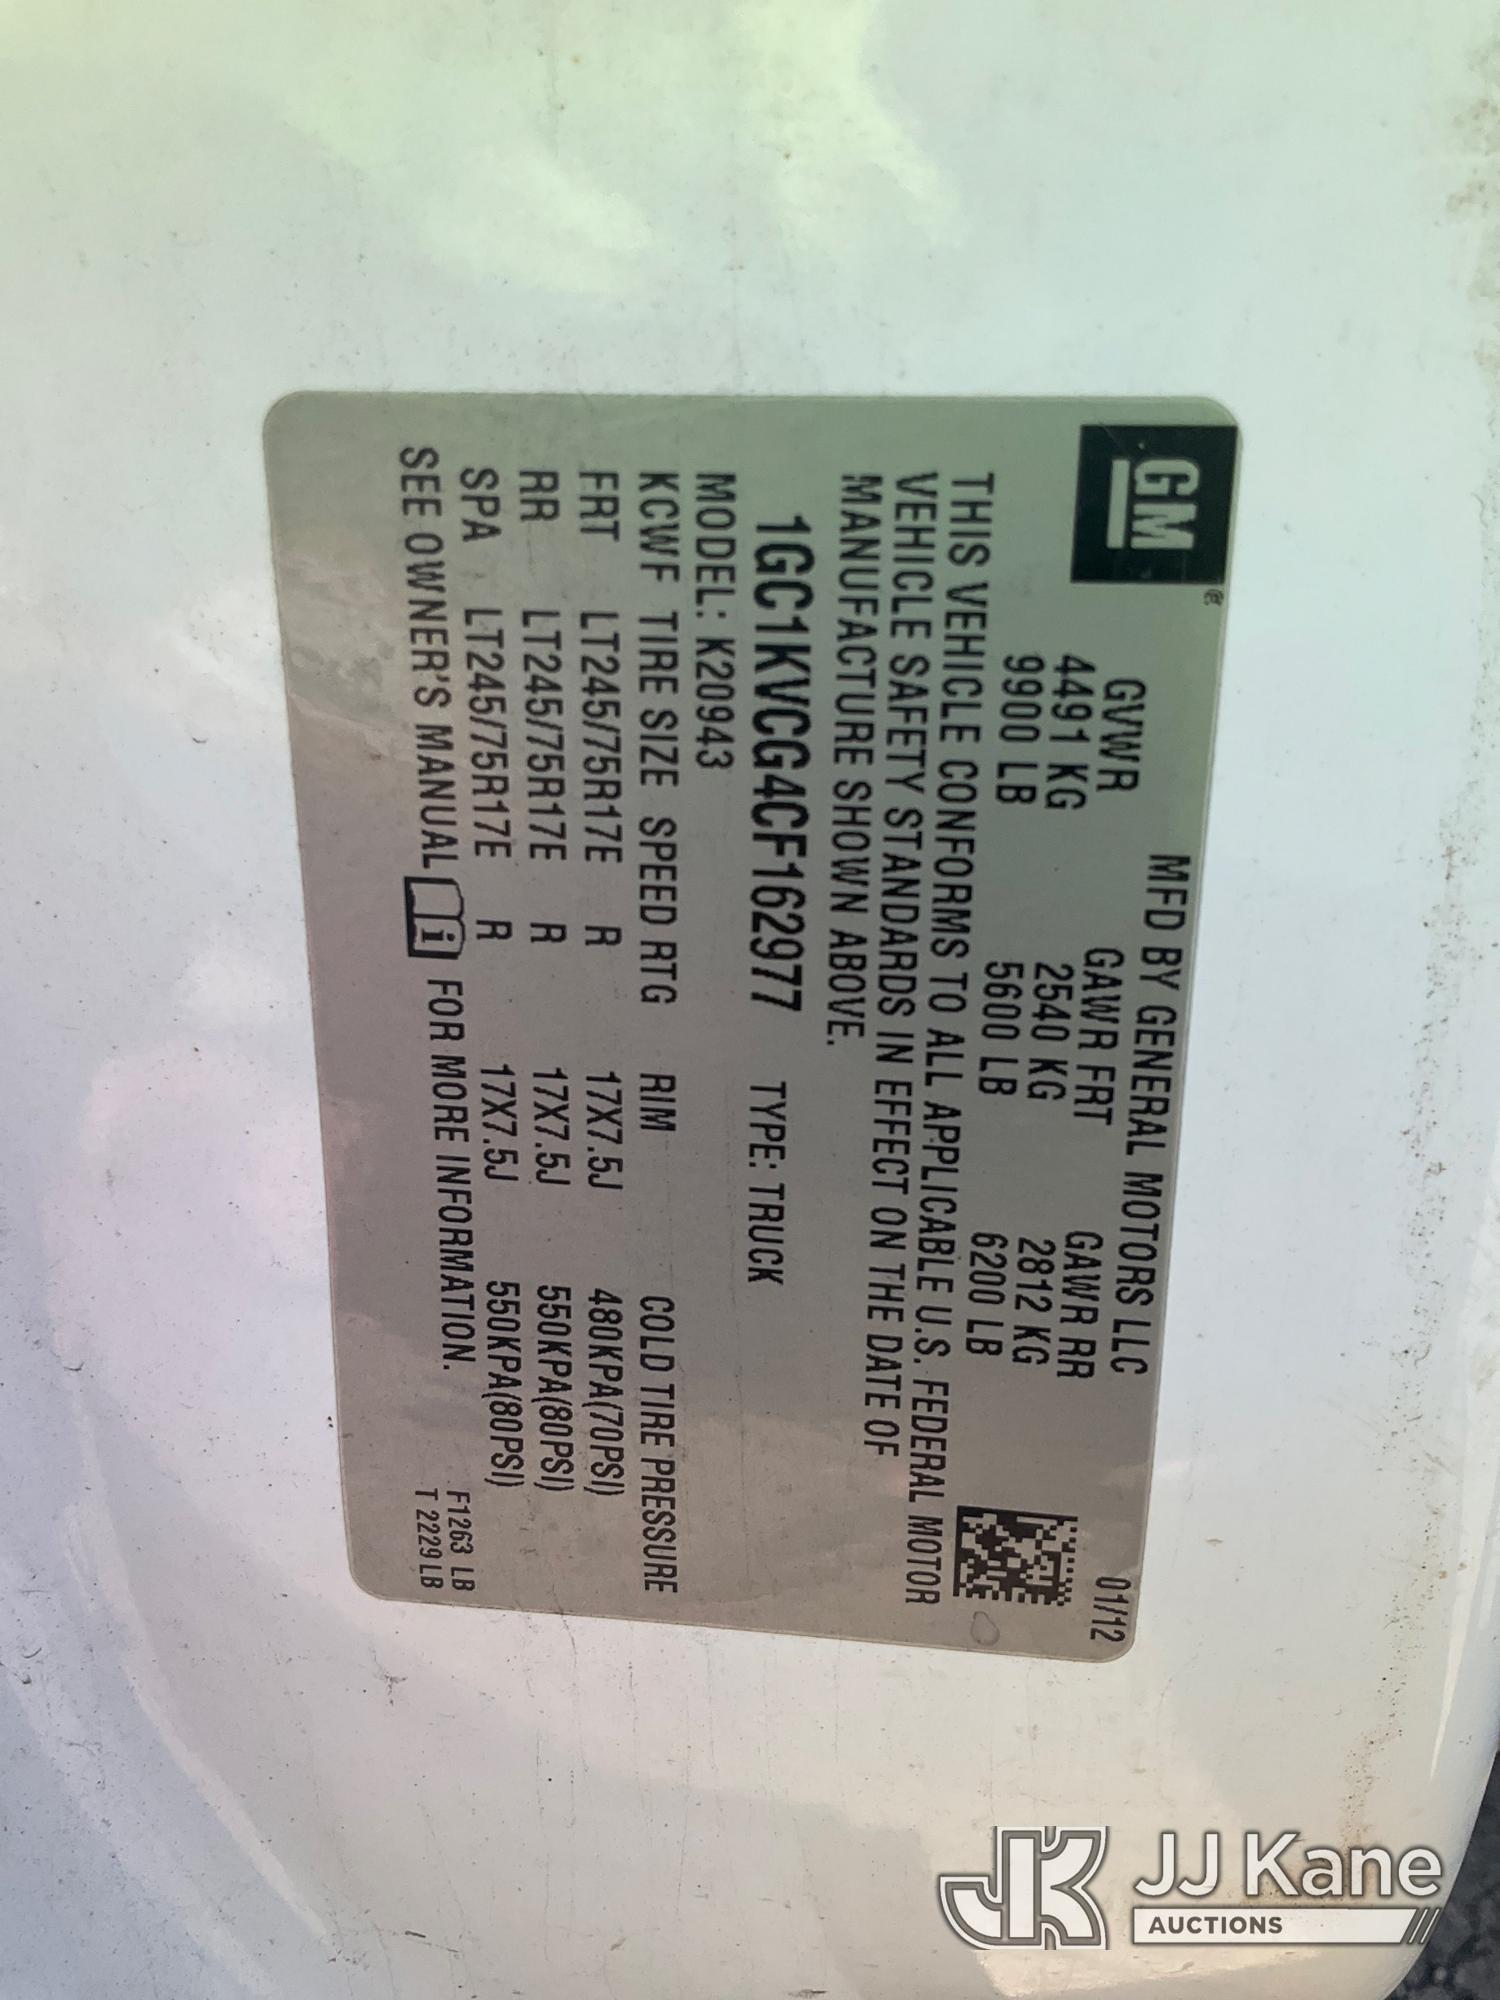 GM®
MFD BY GENERAL MOTORS LLC 01/12
GVWR GAWR FRT GAWR RR
4491 KG 2540 KG 2812 KG
9900 LB 5600 LB 6200 LB
THIS VEHICLE CONFORMS TO ALL APPLICABLE U.S. FEDERAL MOTOR
VEHICLE SAFETY STANDARDS IN EFFECT ON THE DATE OF
MANUFACTURE SHOWN ABOVE.
1GC1KVCG4CF162977 TYPE: TRUCK
MODEL: K20943
KCWF TIRE SIZE SPEED RTG RIM COLD TIRE PRESSURE
FRT LT245/75R17E R 17X7.5J 480KPA(70PSI)
RR LT245/75R17E R 17X7.5J 550KPA(80PSI)
SPA LT245/75R17E R 17X7.5J 550KPA(80PSI)
SEE OWNER'S MANUAL i FOR MORE INFORMATION.
F1263 LB
T 2229 LB
JK JJ Kane
AUCTIONS